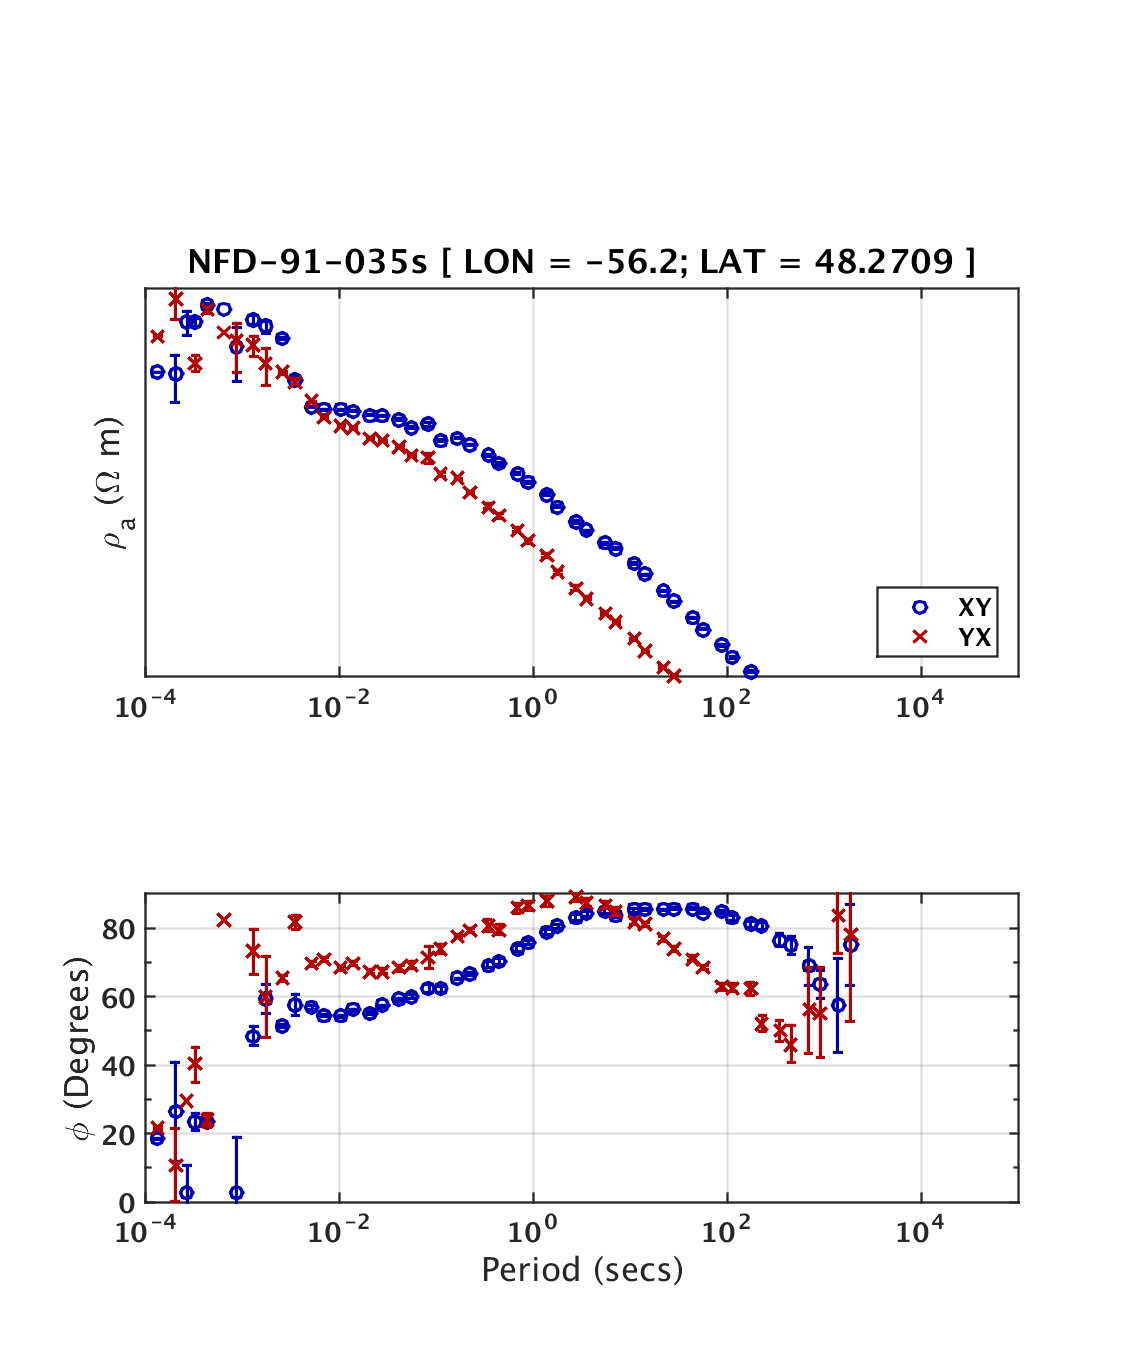 NFD-91-035s [ LON = -56.2; LAT = 48.2709 ]
ρa (Ω m)
XY
YX
10^-4 10^-2 10^0 10^2 10^4
80
60
40
20
0
ϕ (Degrees)
10^-4 10^-2 10^0 10^2 10^4
Period (secs)